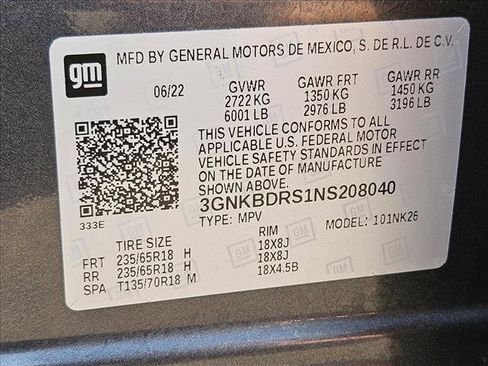 gm
MFD BY GENERAL MOTORS DE MEXICO, S. DE R.L. DE C.V.
06/22 GVWR GAWR FRT GAWR RR
2722 KG 1350 KG 1450 KG
6001 LB 2976 LB 3196 LB
THIS VEHICLE CONFORMS TO ALL
APPLICABLE U.S. FEDERAL MOTOR
VEHICLE SAFETY STANDARDS IN EFFECT
ON THE DATE OF MANUFACTURE
SHOWN ABOVE.
3GNKBDRS1NS208040
TYPE: MPV MODEL: 101NK26
333E
TIRE SIZE RIM
FRT 235/65R18 H 18X8J
RR 235/65R18 H 18X8J
SPA T135/70R18 M 18X4.5B